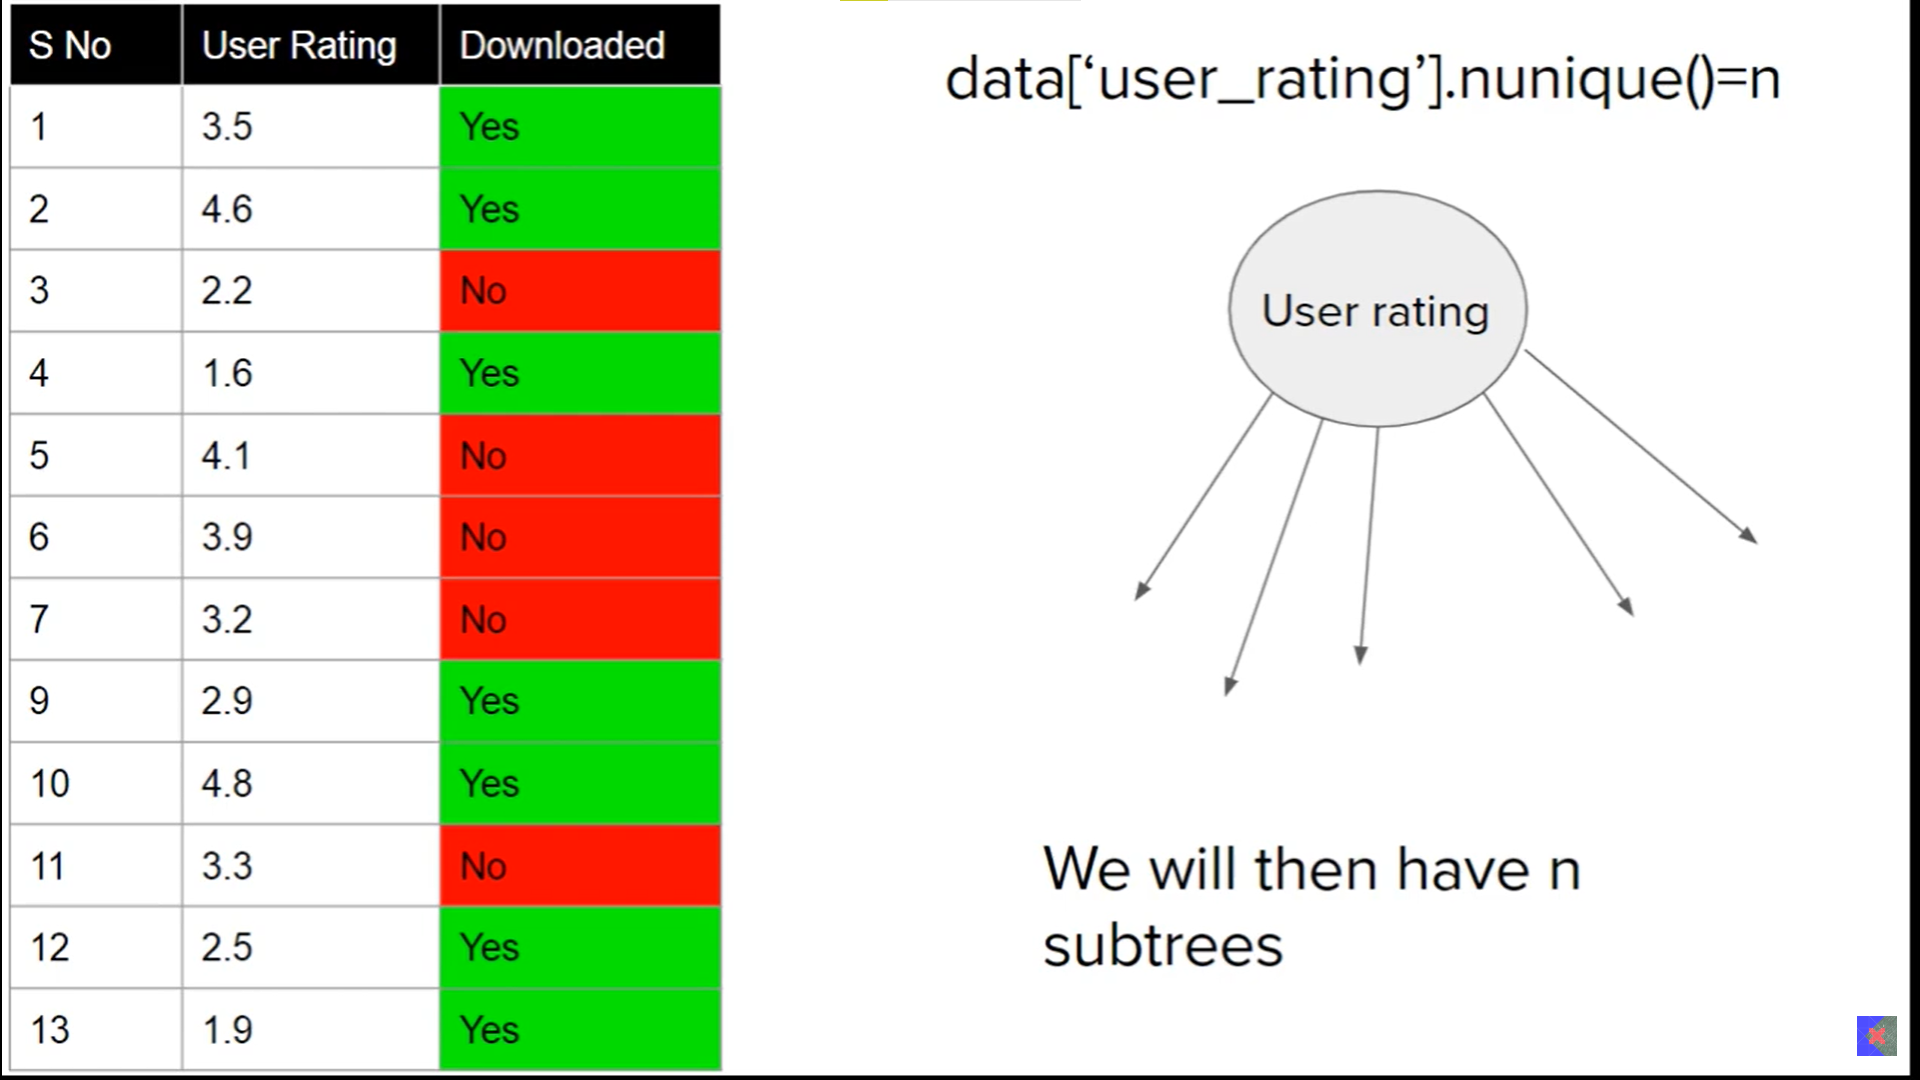 S No User Rating Downloaded
1 3.5 Yes
2 4.6 Yes
3 2.2 No
4 1.6 Yes
5 4.1 No
6 3.9 No
7 3.2 No
9 2.9 Yes
10 4.8 Yes
11 3.3 No
12 2.5 Yes
13 1.9 Yes
data[‘user_rating’].nunique()=n
User rating
We will then have n
subtrees